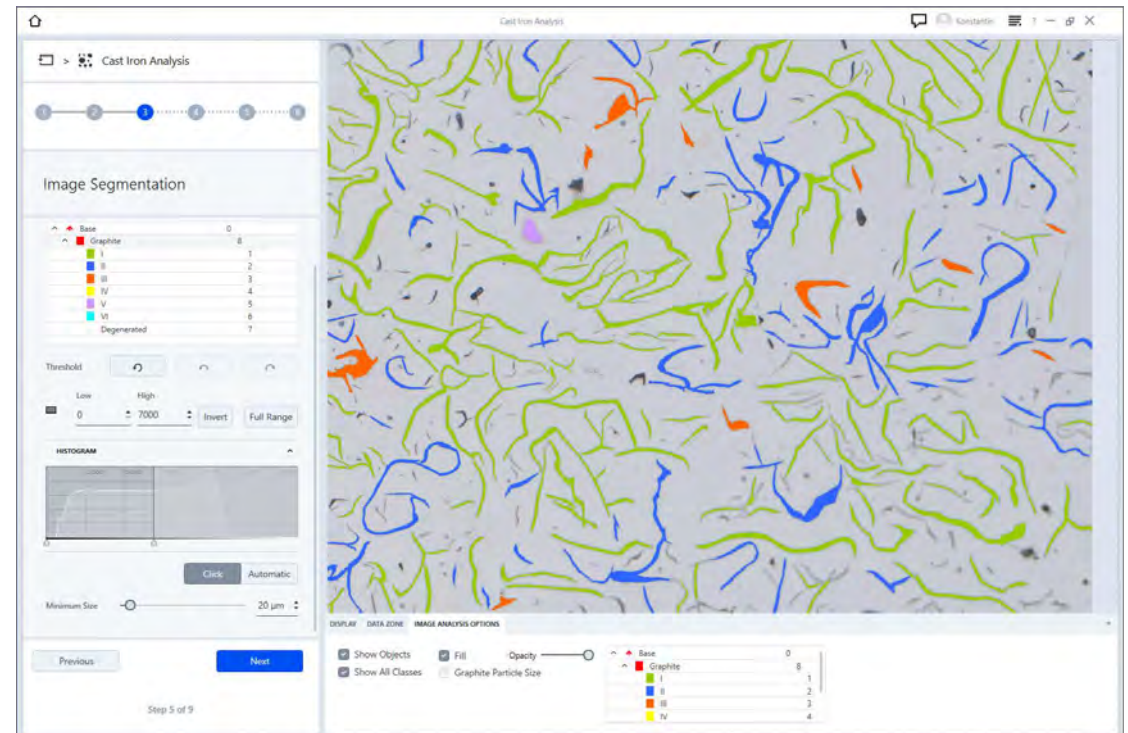 Cast Iron Analysis
Konstantin
> Cast Iron Analysis
1 2 3 4 5 6
Image Segmentation
Base 0
Graphite 8
I 1
II 2
III 3
IV 4
V 5
VI 6
Degenerated 7
Threshold
Low High
0 7000 Invert Full Range
HISTOGRAM
Click Automatic
Minimum Size 20 µm
Previous Next
Step 5 of 9
DISPLAY DATA ZONE IMAGE ANALYSIS OPTIONS
Show Objects Fill Opacity
Show All Classes Graphite Particle Size
Base 0
Graphite 8
I 1
II 2
III 3
IV 4